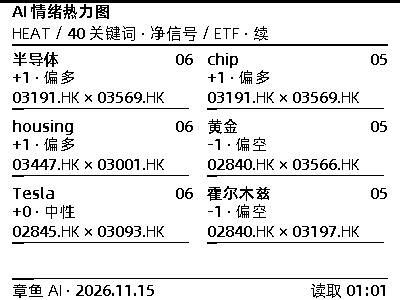 AI 情绪热力图
HEAT / 40 关键词 · 净信号 / ETF · 续
半导体 06
+1 · 偏多
03191.HK × 03569.HK
chip 05
+1 · 偏多
03191.HK × 03569.HK
housing 06
+1 · 偏多
03447.HK × 03001.HK
黄金 05
-1 · 偏空
02840.HK × 03566.HK
Tesla 06
+0 · 中性
02845.HK × 03093.HK
霍尔木兹 05
-1 · 偏空
02840.HK × 03197.HK
章鱼 AI · 2026.11.15 读取 01:01